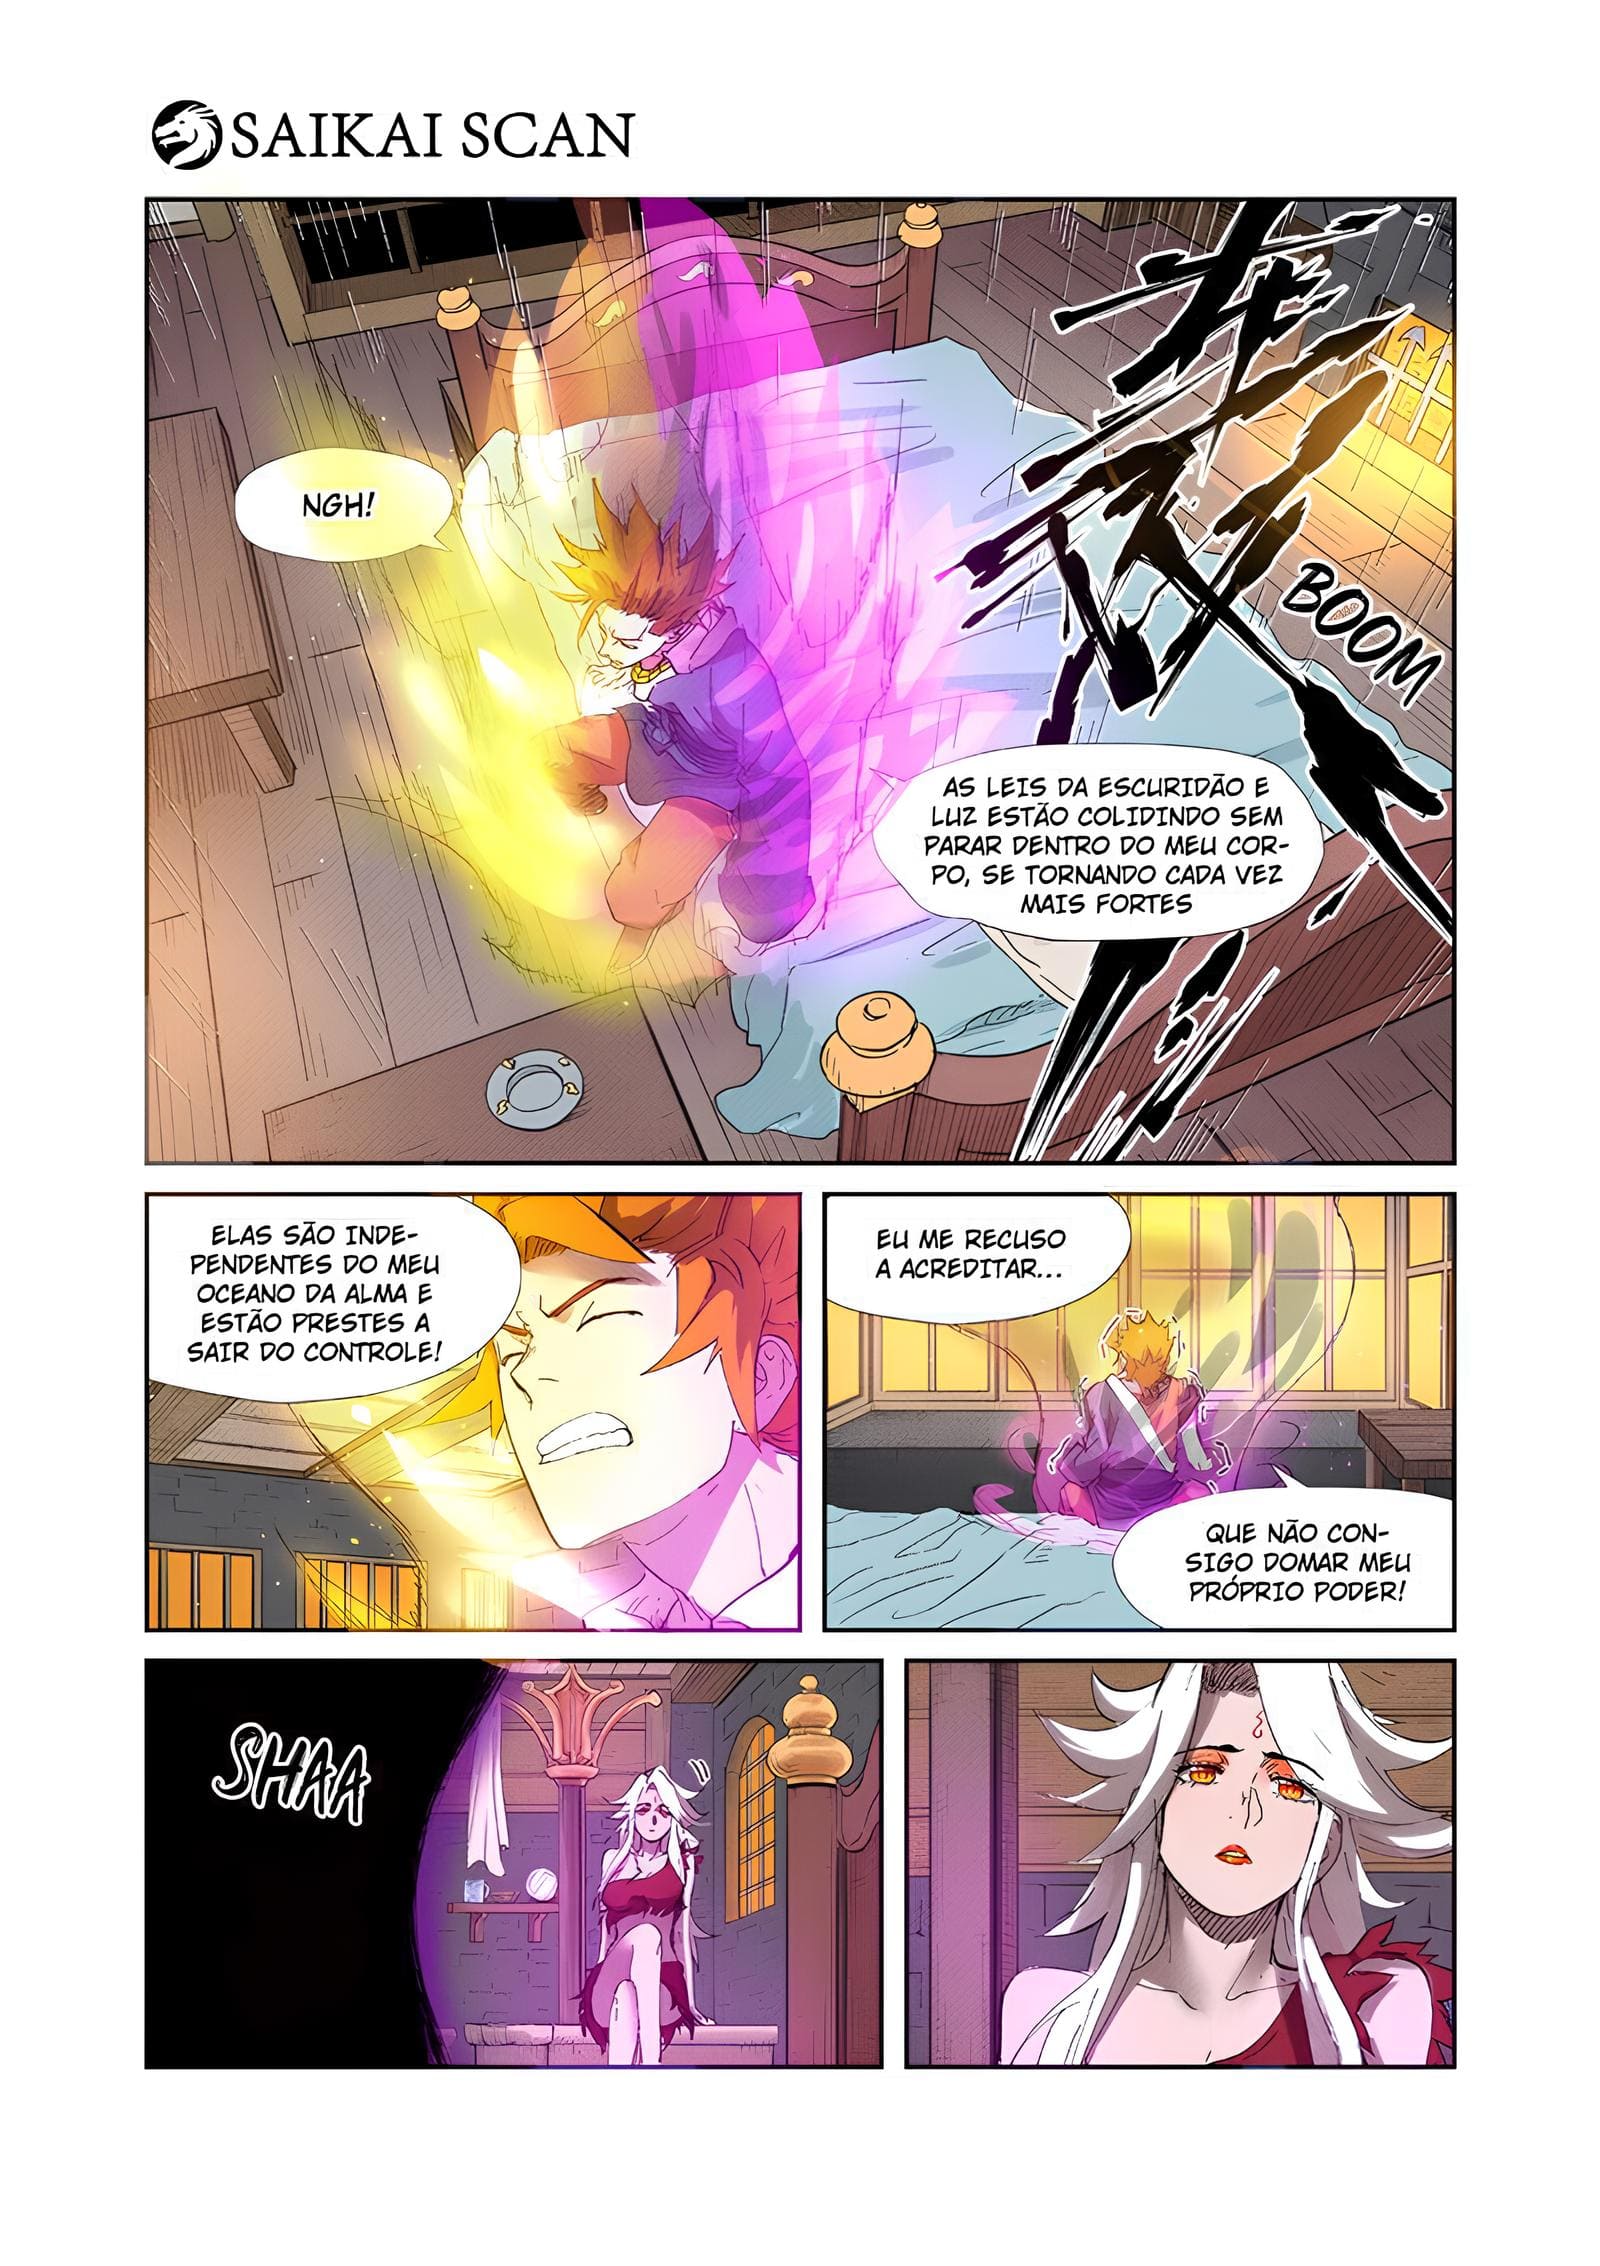 SAIKAI SCAN
NGH!
BOOM
AS LEIS DA ESCURIDÃO E
LUZ ESTÃO COLIDINDO SEM
PARAR DENTRO DO MEU COR-
PO, SE TORNANDO CADA VEZ
MAIS FORTES
ELAS SÃO INDE-
PENDENTES DO MEU
OCEANO DA ALMA E
ESTÃO PRESTES A
SAIR DO CONTROLE!
EU ME RECUSO
A ACREDITAR...
QUE NÃO CON-
SIGO DOMAR MEU
PRÓPRIO PODER!
SHAA